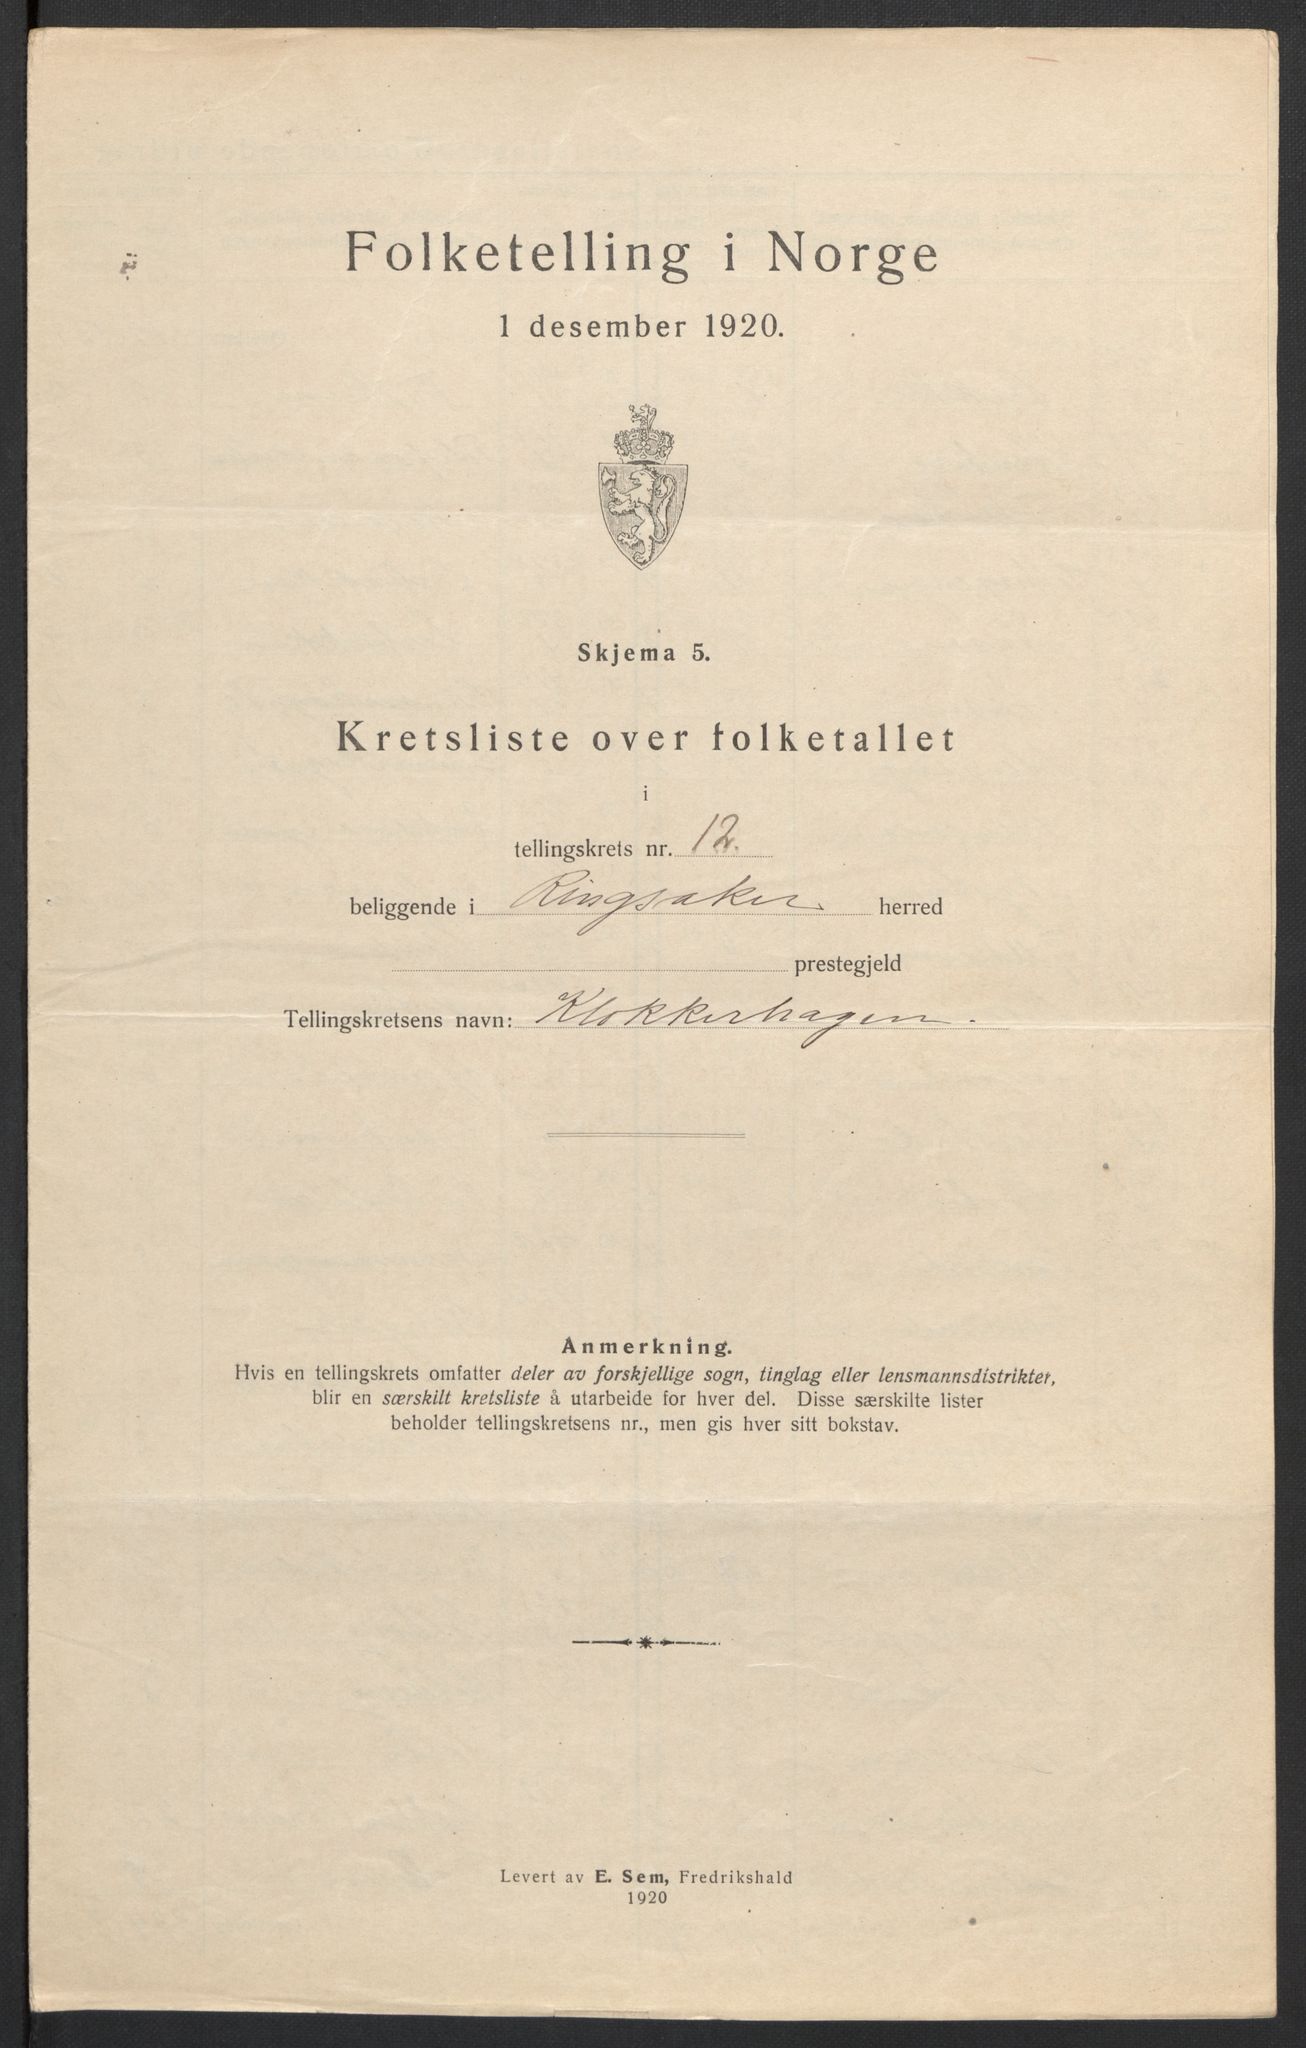 Folketelling i Norge
1 desember 1920.
Skjema 5.
Kretsliste over folketallet
i
tellingskrets nr. 12.
beliggende i Ringsaker. herred
prestegjeld
Tellingskretsens navn: Klokkerhagen.
Anmerkning.
Hvis en tellingskrets omfatter deler av forskjellige sogn, tinglag eller lensmannsdistrikter,
blir en særskilt kretsliste å utarbeide for hver del. Disse særskilte lister
beholder tellingskretsens nr., men gis hver sitt bokstav.
Levert av E. Sem, Fredrikshald
1920